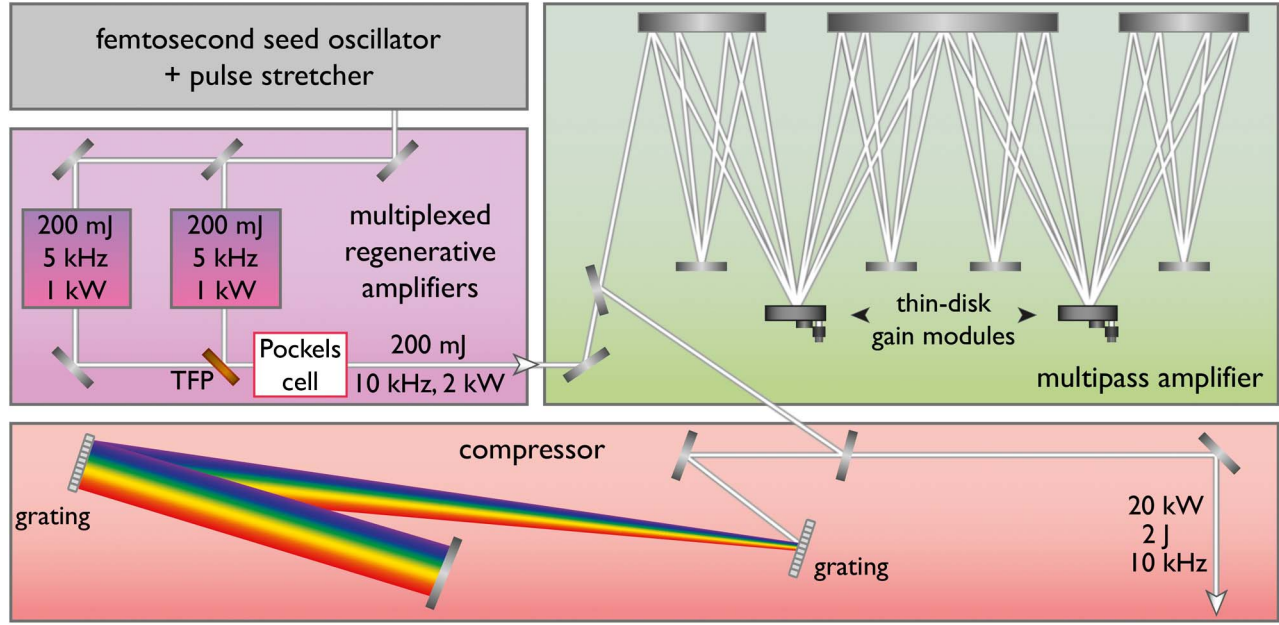 femtosecond seed oscillator
+ pulse stretcher
200 mJ
5 kHz
1 kW
200 mJ
5 kHz
1 kW
multiplexed
regenerative
amplifiers
TFP
Pockels
cell
200 mJ
10 kHz, 2 kW
thin-disk
gain modules
multipass amplifier
compressor
grating
grating
20 kW
2 J
10 kHz